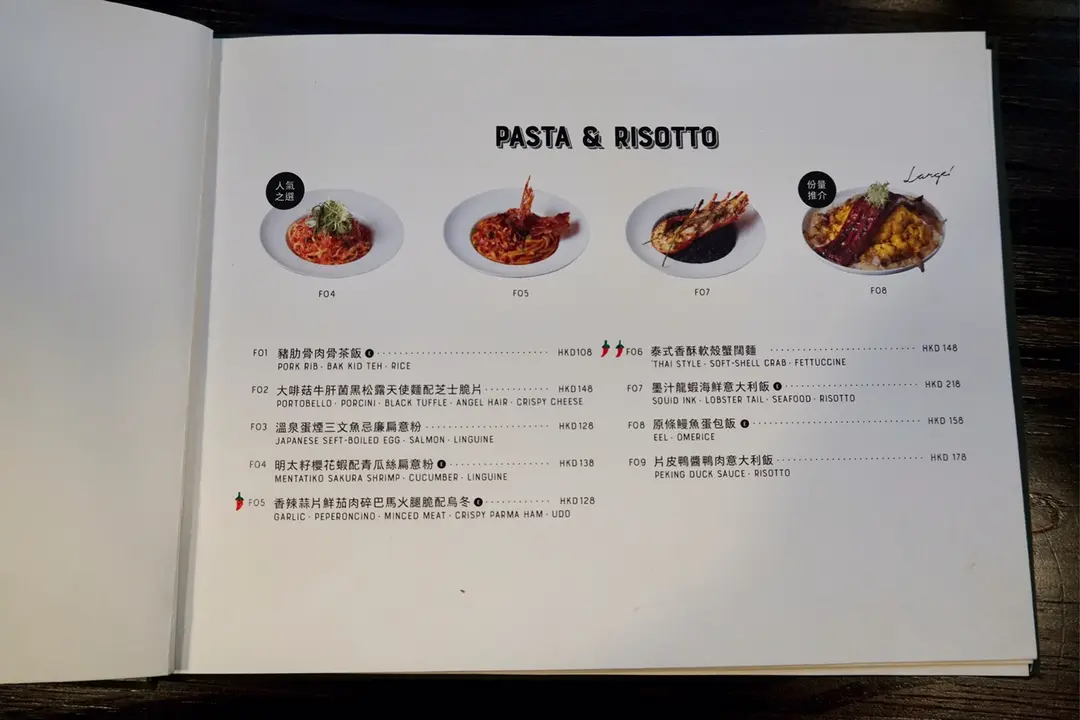 PASTA & RISOTTO
人氣
之選
份量
推介
Large!
F04
F05
F07
F08
F01 豬肋骨肉骨茶飯 HKD108
PORK RIB · BAK KID TEH · RICE
F02 大啡菇牛肝菌黑松露天使麵配芝士脆片 HKD148
PORTOBELLO · PORCINI · BLACK TUFFLE · ANGEL HAIR · CRISPY CHEESE
F03 溫泉蛋煙三文魚忌廉扁意粉 HKD128
JAPANESE SEFT-BOILED EGG · SALMON · LINGUINE
F04 明太籽櫻花蝦配青瓜絲扁意粉 HKD138
MENTATIKO SAKURA SHRIMP · CUCUMBER · LINGUINE
F05 香辣蒜片鮮茄肉碎巴馬火腿脆配烏冬 HKD128
GARLIC · PEPERONCINO · MINCED MEAT · CRISPY PARMA HAM · UDO
F06 泰式香酥軟殼蟹闊麵 HKD 148
THAI STYLE · SOFT-SHELL CRAB · FETTUCCINE
F07 墨汁龍蝦海鮮意大利飯 HKD 218
SQUID INK · LOBSTER TAIL · SEAFOOD · RISOTTO
F08 原條鰻魚蛋包飯 HKD 158
EEL · OMERICE
F09 片皮鴨醬鴨肉意大利飯 HKD 178
PEKING DUCK SAUCE · RISOTTO